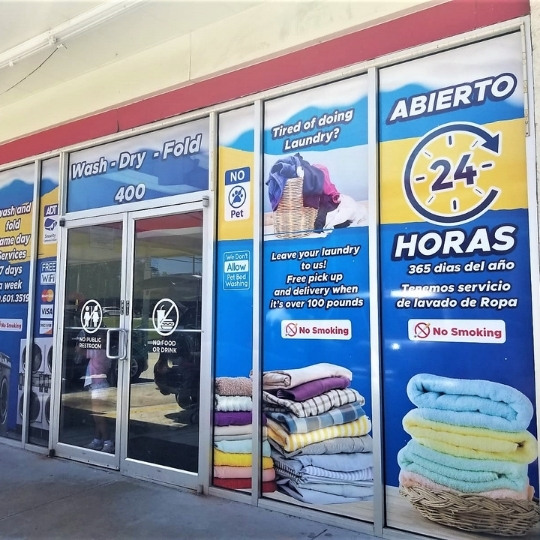 wash and
fold
same day
Services
7 days
a week
.601.3519
No Smoking
ADT
FREE
WiFi
VISA
Wash - Dry - Fold
400
NO PUBLIC
RESTROOM
NO FOOD
OR DRINK
NO
Pet
We Don't
Allow
Pet Bed
Washing
Tired of doing
Laundry?
Leave your laundry
to us!
Free pick up
and delivery when
it's over 100 pounds
No Smoking
ABIERTO
24
HORAS
365 dias del año
Tenemos servicio
de lavado de Ropa
No Smoking